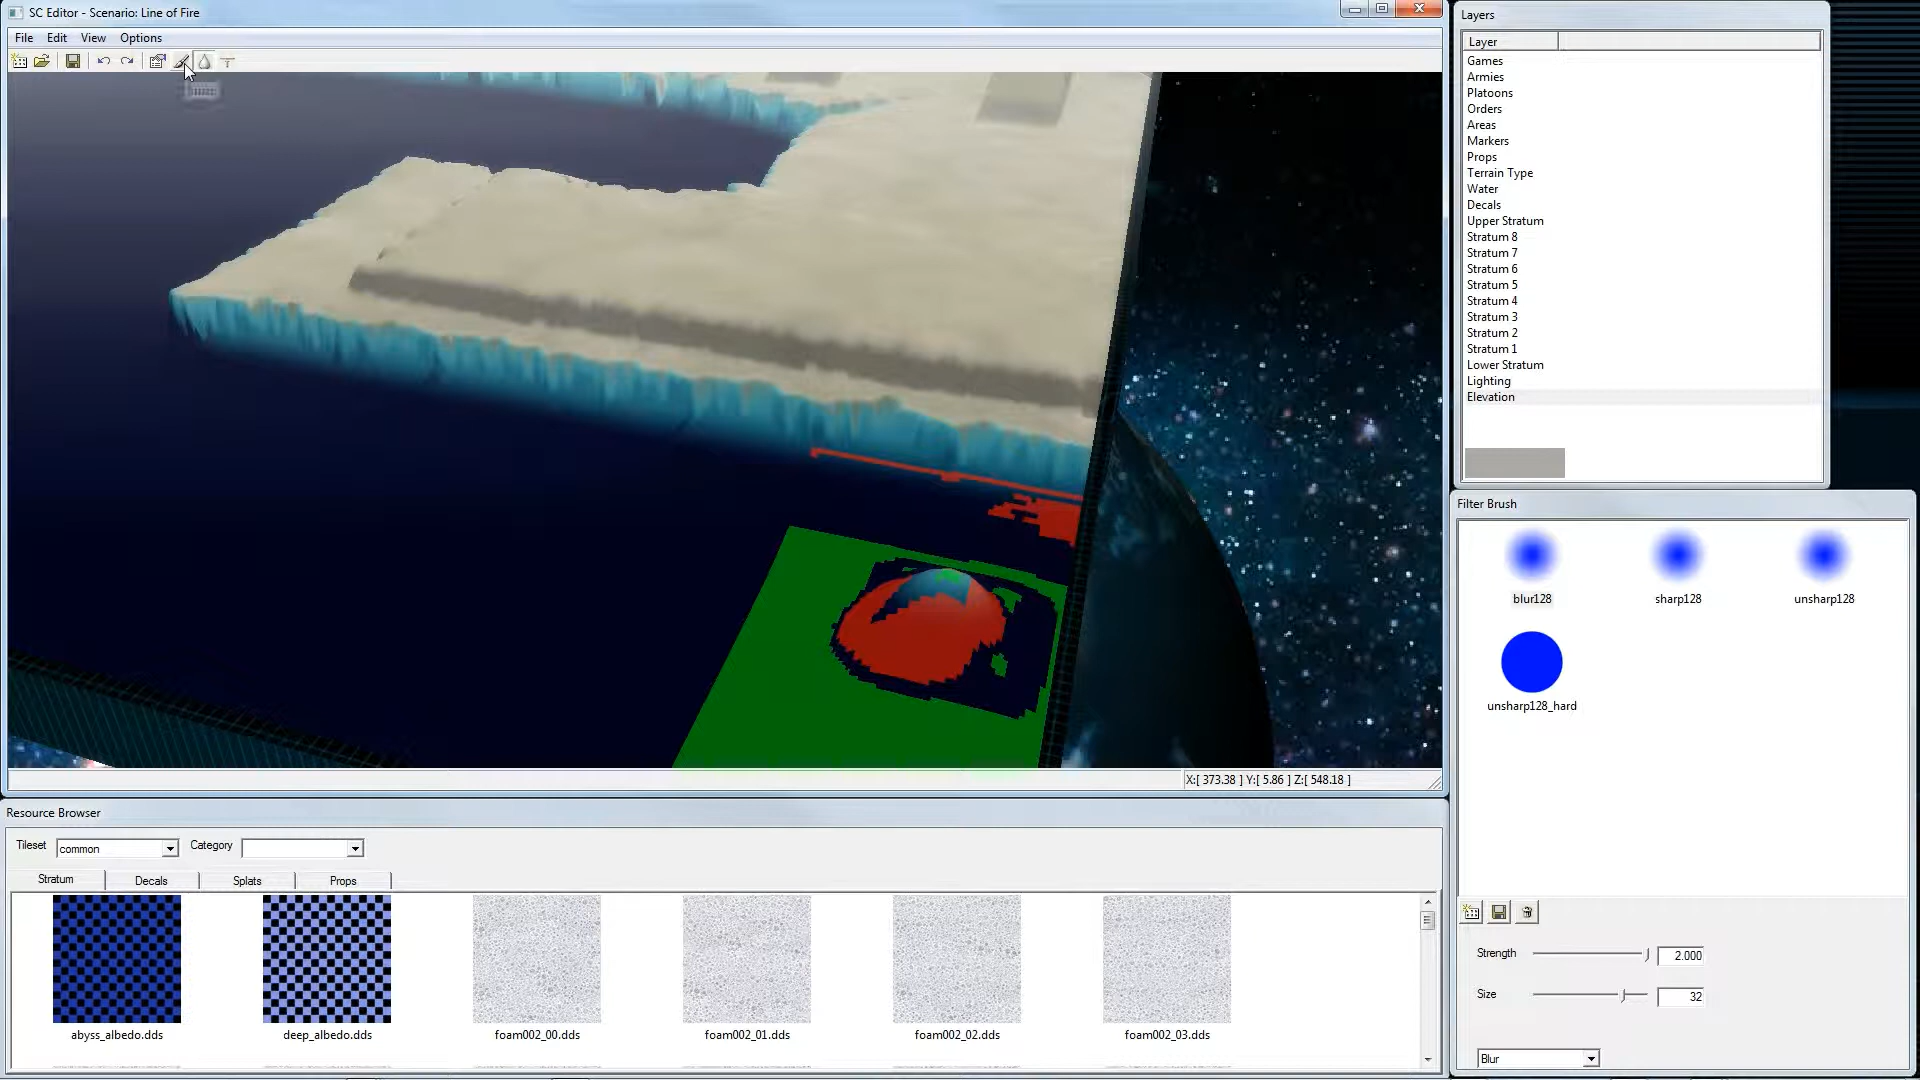 SC Editor - Scenario: Line of Fire
File Edit View Options
X:[ 373.38 ] Y:[ 5.86 ] Z:[ 548.18 ]
Resource Browser
Tileset common Category
Stratum Decals Splats Props
abyss_albedo.dds deep_albedo.dds foam002_00.dds foam002_01.dds foam002_02.dds foam002_03.dds
Layers
Layer
Games
Armies
Platoons
Orders
Areas
Markers
Props
Terrain Type
Water
Decals
Upper Stratum
Stratum 8
Stratum 7
Stratum 6
Stratum 5
Stratum 4
Stratum 3
Stratum 2
Stratum 1
Lower Stratum
Lighting
Elevation
Filter Brush
blur128 sharp128 unsharp128
unsharp128_hard
Strength 2.000
Size 32
Blur